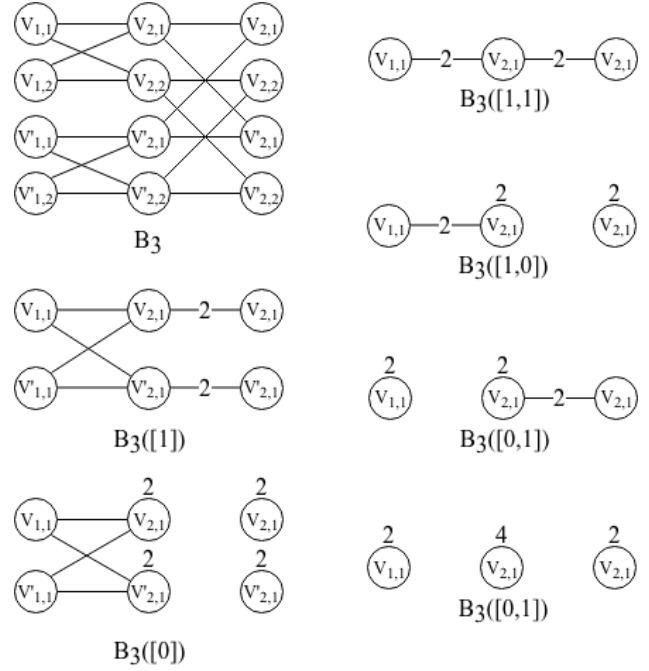 V1,1 V2,1 V2,1
V1,2 V2,2 V2,2
V'1,1 V'2,1 V'2,1
V'1,2 V'2,2 V'2,2
B3
V1,1 V2,1 2 V2,1
V'1,1 V'2,1 2 V'2,1
B3([1])
2 2
V1,1 V2,1 V2,1
2 2
V'1,1 V'2,1 V'2,1
B3([0])
V1,1 2 V2,1 2 V2,1
B3([1,1])
2 2
V1,1 2 V2,1 V2,1
B3([1,0])
2 2
V1,1 V2,1 2 V2,1
B3([0,1])
2 4 2
V1,1 V2,1 V2,1
B3([0,1])